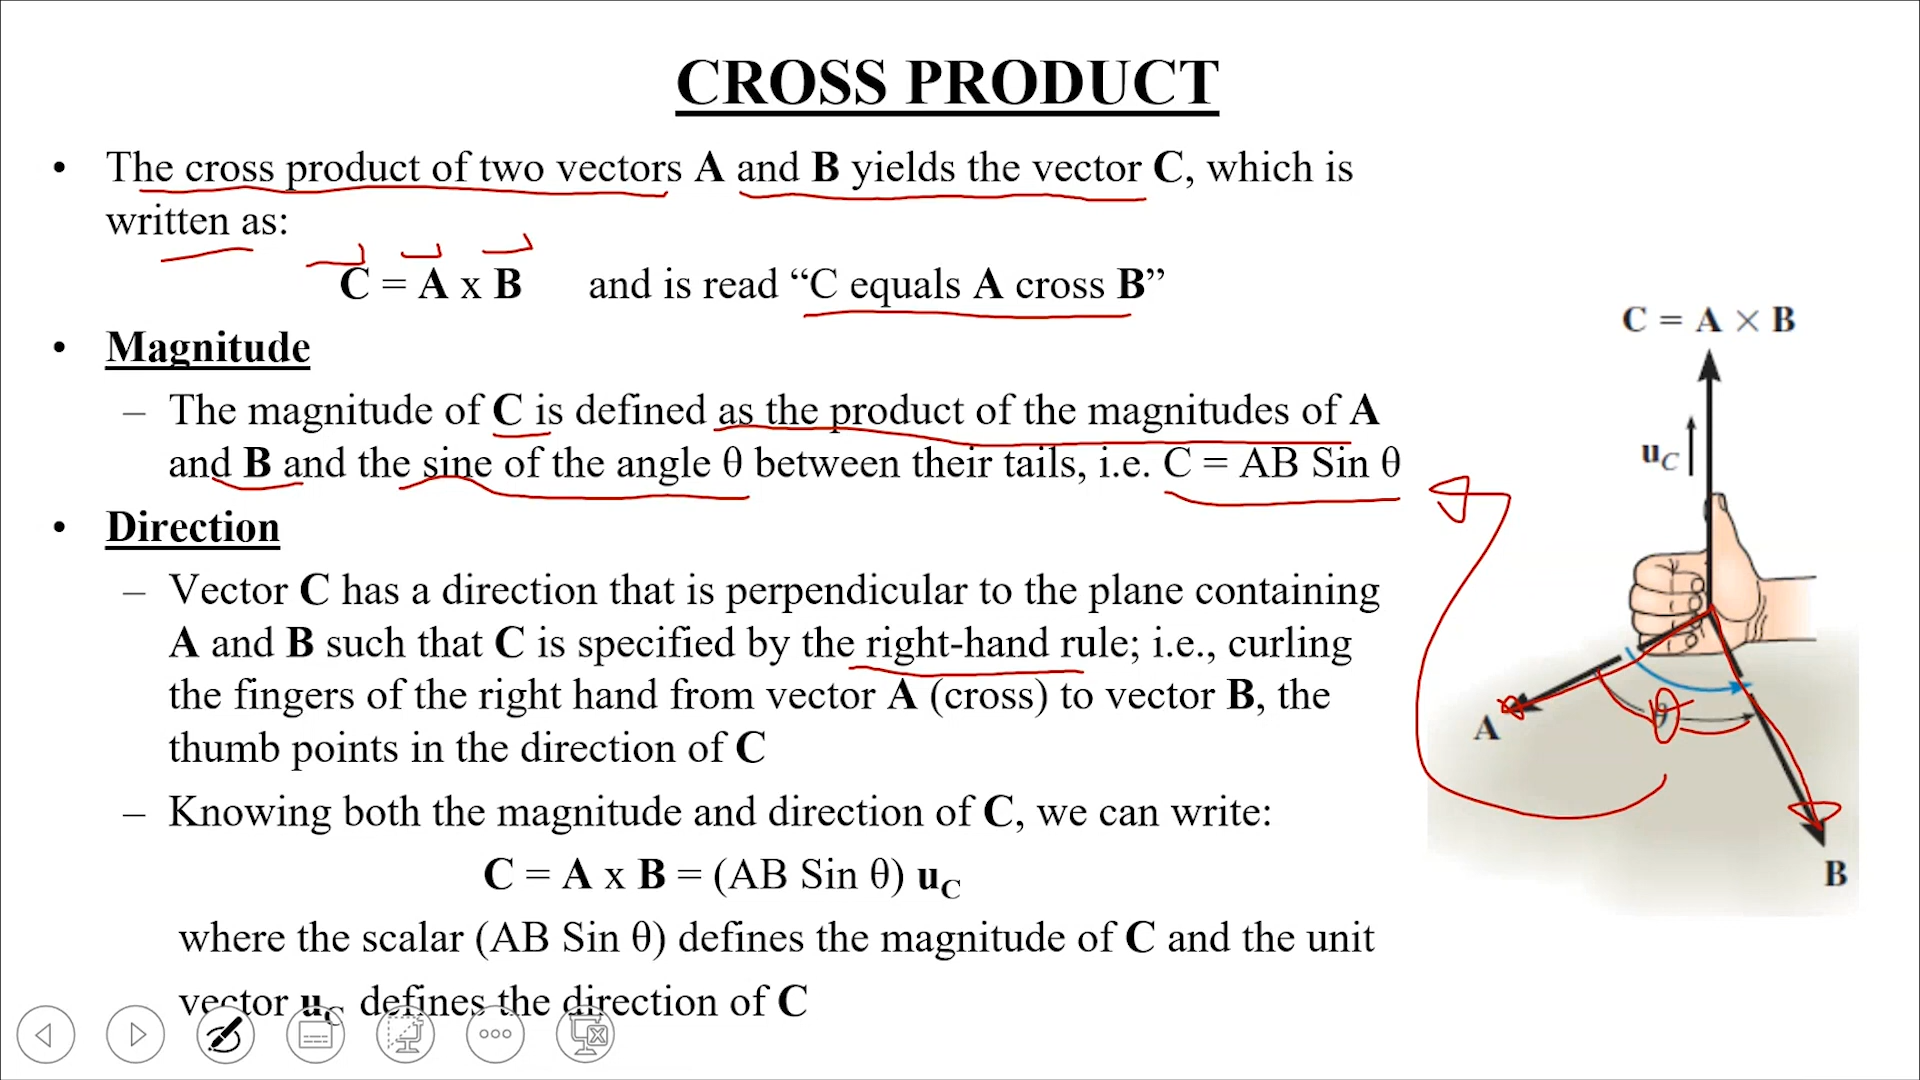 CROSS PRODUCT
• The cross product of two vectors A and B yields the vector C, which is
written as:
C = A x B and is read “C equals A cross B”
• Magnitude
– The magnitude of C is defined as the product of the magnitudes of A
and B and the sine of the angle θ between their tails, i.e. C = AB Sin θ
• Direction
– Vector C has a direction that is perpendicular to the plane containing
A and B such that C is specified by the right-hand rule; i.e., curling
the fingers of the right hand from vector A (cross) to vector B, the
thumb points in the direction of C
– Knowing both the magnitude and direction of C, we can write:
C = A x B = (AB Sin θ) uC
where the scalar (AB Sin θ) defines the magnitude of C and the unit
vector uC defines the direction of C
C = A × B
uC
A
θ
B